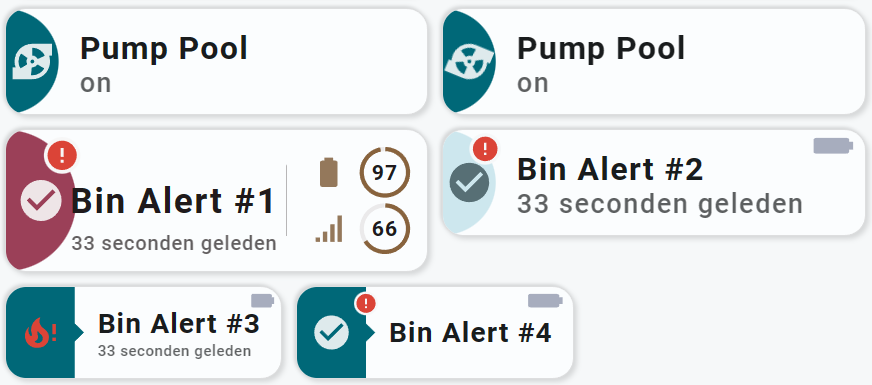 Pump Pool
on
Pump Pool
on
!
Bin Alert #1
33 seconden geleden
97
66
!
Bin Alert #2
33 seconden geleden
!
Bin Alert #3
33 seconden geleden
!
Bin Alert #4